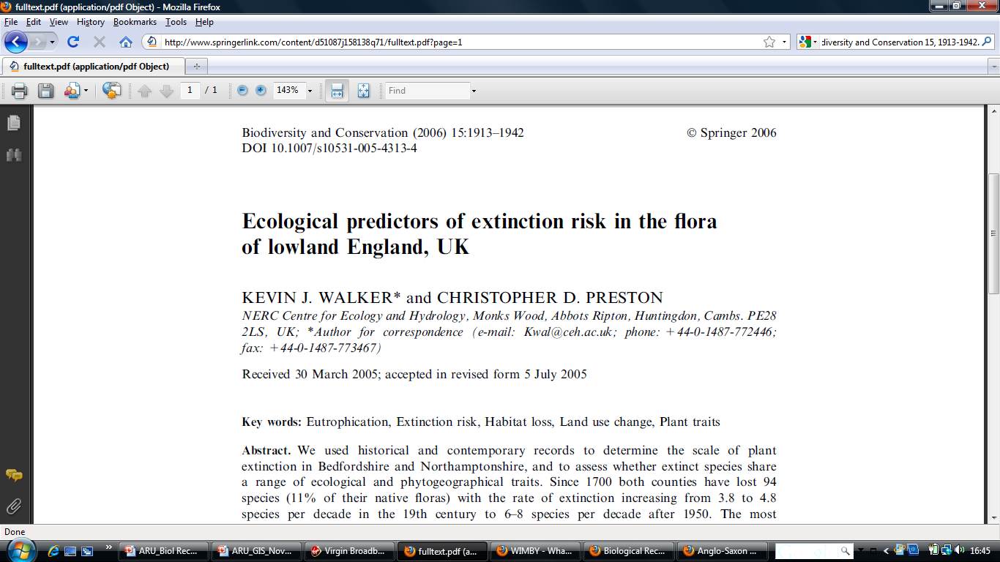 fulltext.pdf (application/pdf Object) - Mozilla Firefox
File Edit View History Bookmarks Tools Help
http://www.springerlink.com/content/d51087j158138q71/fulltext.pdf?page=1
diversity and Conservation 15, 1913-1942.
fulltext.pdf (application/pdf Object)
1 / 1 143% Find
Biodiversity and Conservation (2006) 15:1913–1942 © Springer 2006
DOI 10.1007/s10531-005-4313-4
Ecological predictors of extinction risk in the flora
of lowland England, UK
KEVIN J. WALKER* and CHRISTOPHER D. PRESTON
NERC Centre for Ecology and Hydrology, Monks Wood, Abbots Ripton, Huntingdon, Cambs. PE28
2LS, UK; *Author for correspondence (e-mail: Kwal@ceh.ac.uk; phone: +44-0-1487-772446;
fax: +44-0-1487-773467)
Received 30 March 2005; accepted in revised form 5 July 2005
Key words: Eutrophication, Extinction risk, Habitat loss, Land use change, Plant traits
Abstract. We used historical and contemporary records to determine the scale of plant
extinction in Bedfordshire and Northamptonshire, and to assess whether extinct species share
a range of ecological and phytogeographical traits. Since 1700 both counties have lost 94
species (11% of their native floras) with the rate of extinction increasing from 3.8 to 4.8
species per decade in the 19th century to 6–8 species per decade after 1950. The most
Done
ARU_Biol Rec... ARU_GIS_Nov... Virgin Broadb... fulltext.pdf (a... WIMBY - Wha... Biological Rec... Anglo-Saxon ... 16:45